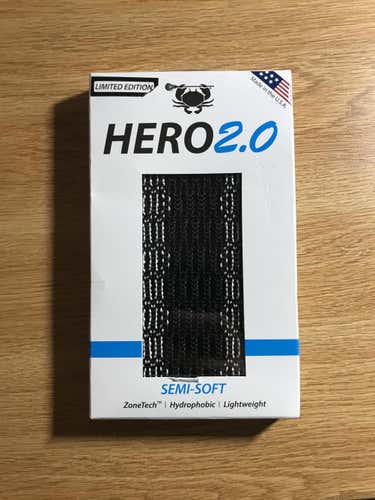 LIMITED EDITION
Made in the U.S.A.
HERO2.0
SEMI-SOFT
ZoneTech™ | Hydrophobic | Lightweight